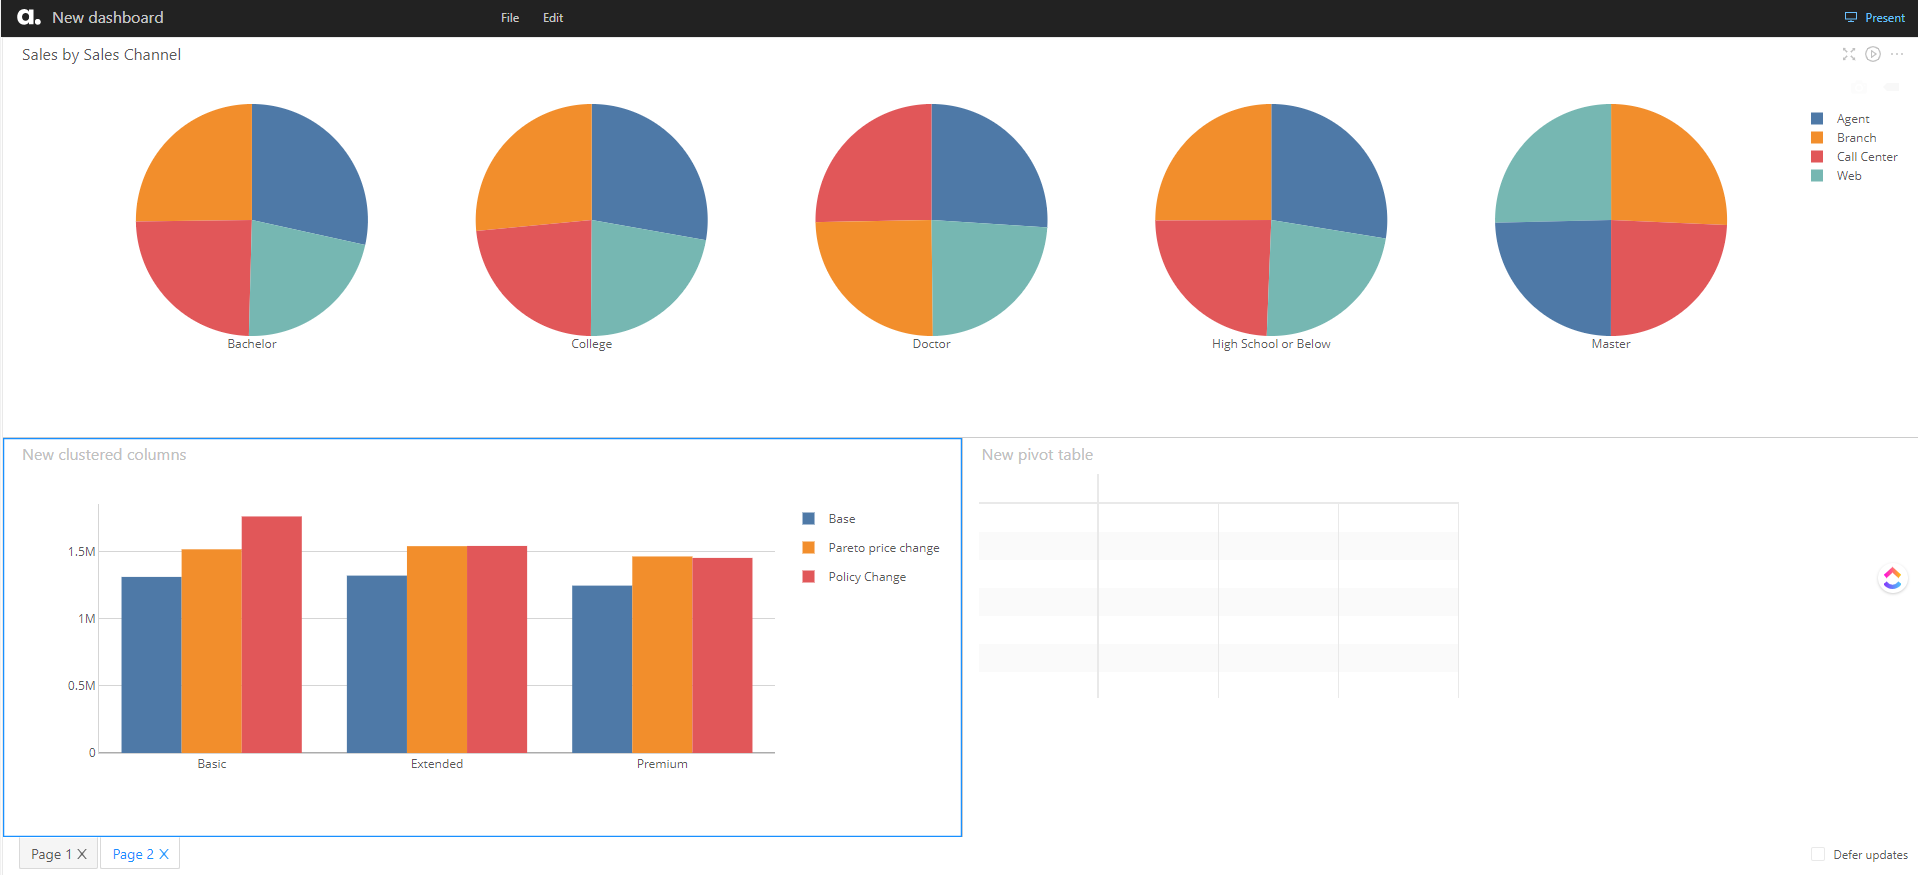 a. New dashboard File Edit Present
Sales by Sales Channel
Agent
Branch
Call Center
Web
Bachelor College Doctor High School or Below Master
New clustered columns
1.5M
1M
0.5M
0
Basic Extended Premium
Base
Pareto price change
Policy Change
New pivot table
Page 1 X Page 2 X Defer updates